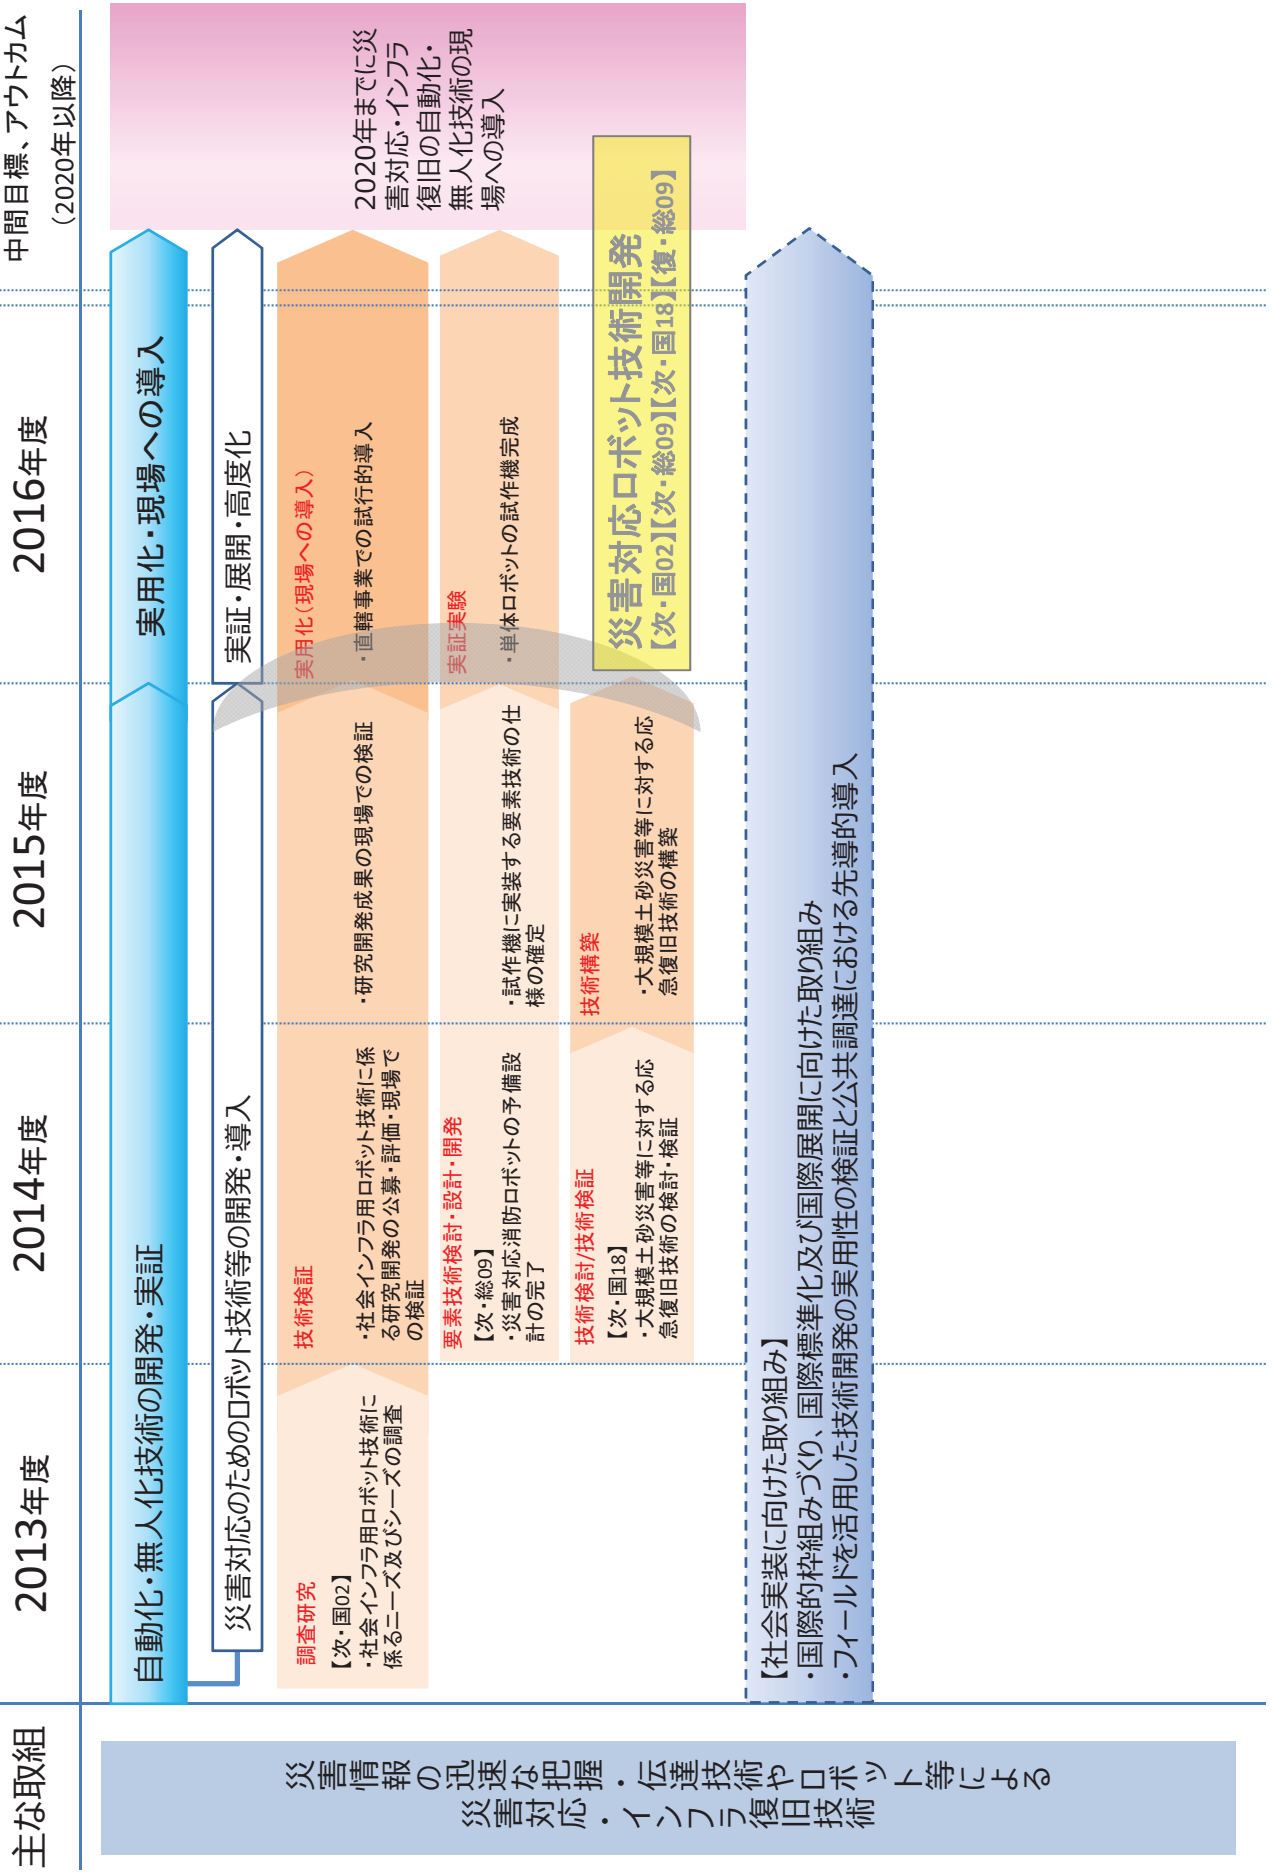 主な取組
2013年度
2014年度
2015年度
2016年度
中間目標、アウトカム
（2020年以降）
災害情報の迅速な把握・伝達技術やロボット等による
災害対応・インフラ復旧技術
自動化・無人化技術の開発・実証
実用化・現場への導入
災害対応のためのロボット技術等の開発・導入
実証・展開・高度化
調査研究
【次・国02】
・社会インフラ用ロボット技術に
係るニーズ及びシーズの調査
技術検証
・社会インフラ用ロボット技術に係
る研究開発の公募・評価・現場で
の検証
・研究開発成果の現場での検証
実用化（現場への導入）
・直轄事業での試行的導入
要素技術検討・設計・開発
【次・総09】
・災害対応消防ロボットの予備設
計の完了
・試作機に実装する要素技術の仕
様の確定
実証実験
・単体ロボットの試作機完成
技術検討/技術検証
【次・国18】
・大規模土砂災害等に対する応
急復旧技術の検討・検証
技術構築
・大規模土砂災害等に対する応
急復旧技術の構築
災害対応ロボット技術開発
【次・国02】【次・総09】【次・国18】【復・総09】
2020年までに災
害対応・インフラ
復旧の自動化・
無人化技術の現
場への導入
【社会実装に向けた取り組み】
・国際的枠組みづくり、国際標準化及び国際展開に向けた取り組み
・フィールドを活用した技術開発の実用性の検証と公共調達における先導的導入